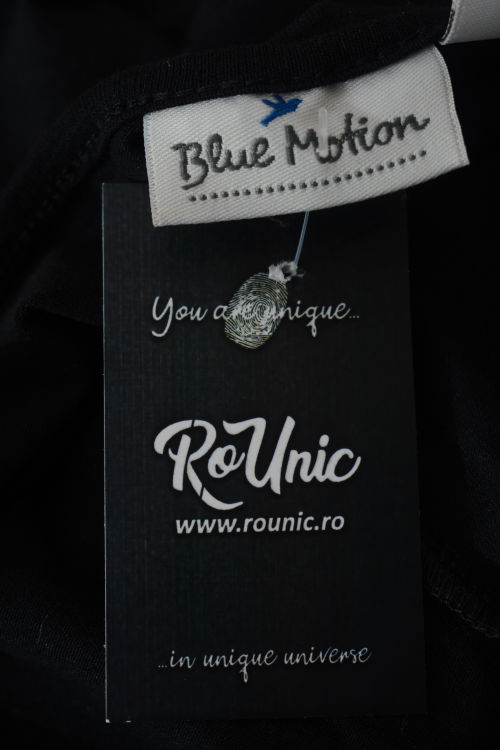 Blue Motion
You are unique...
RoUnic
www.rounic.ro
...in unique universe